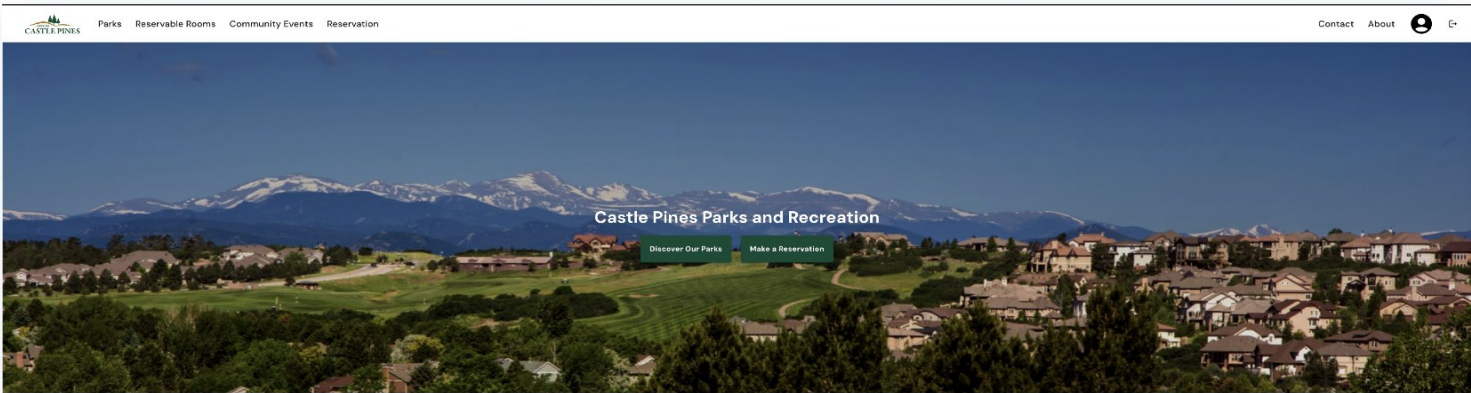 CASTLE PINES
Parks Reservable Rooms Community Events Reservation
Contact About
Castle Pines Parks and Recreation
Discover Our Parks Make a Reservation